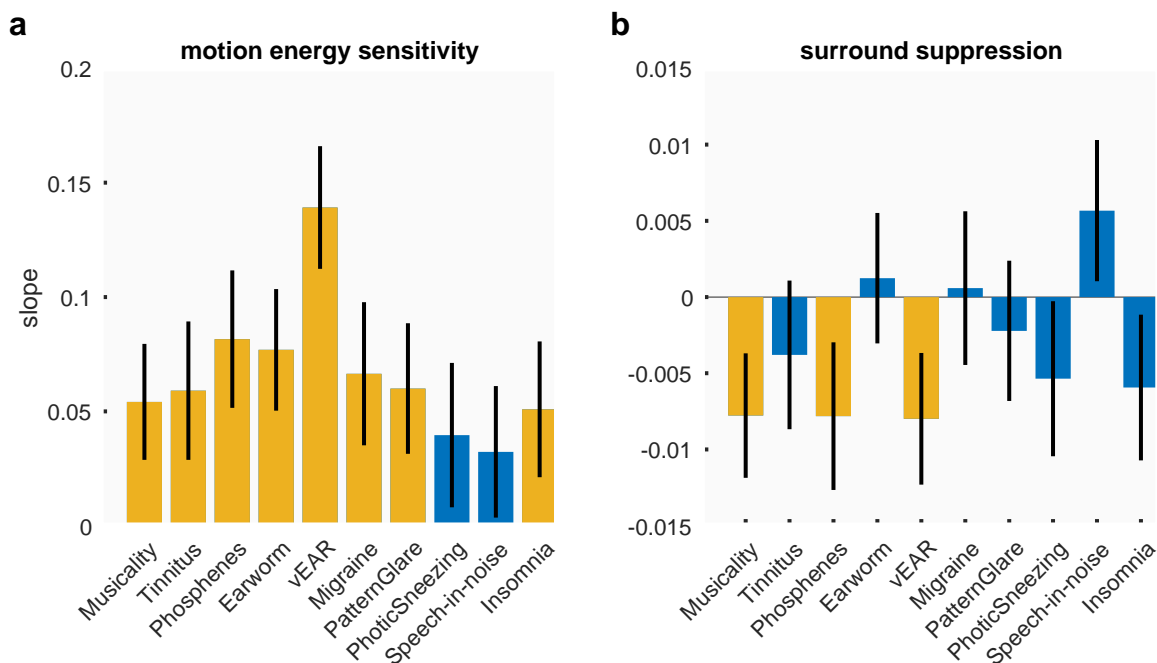 a
motion energy sensitivity
0.2
0.15
0.1
0.05
0
slope
Musicality
Tinnitus
Phosphenes
Earworm
vEAR
Migraine
PatternGlare
PhoticSneezing
Speech-in-noise
Insomnia
b
surround suppression
0.015
0.01
0.005
0
-0.005
-0.01
-0.015
Musicality
Tinnitus
Phosphenes
Earworm
vEAR
Migraine
PatternGlare
PhoticSneezing
Speech-in-noise
Insomnia